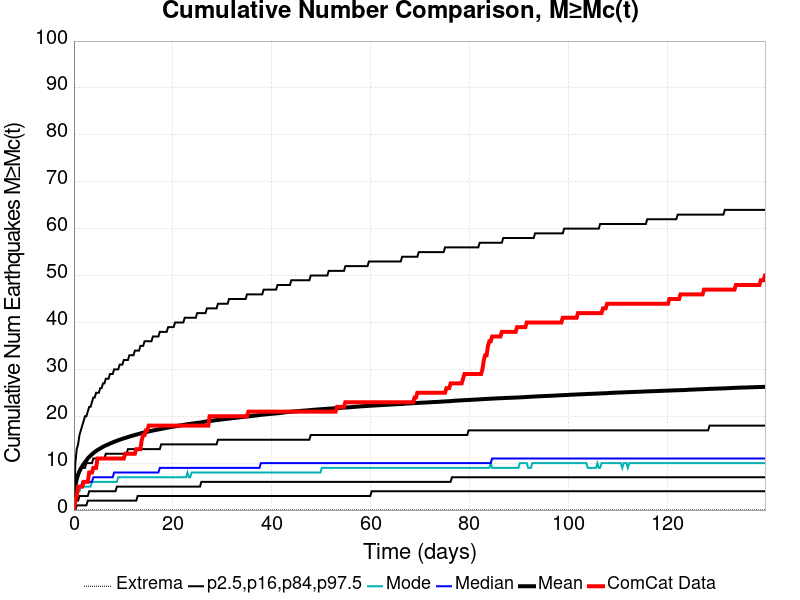 Cumulative Number Comparison, M≥Mc(t)
Cumulative Num Earthquakes M≥Mc(t)
100
90
80
70
60
50
40
30
20
10
0
0 20 40 60 80 100 120
Time (days)
Extrema p2.5,p16,p84,p97.5 Mode Median Mean ComCat Data